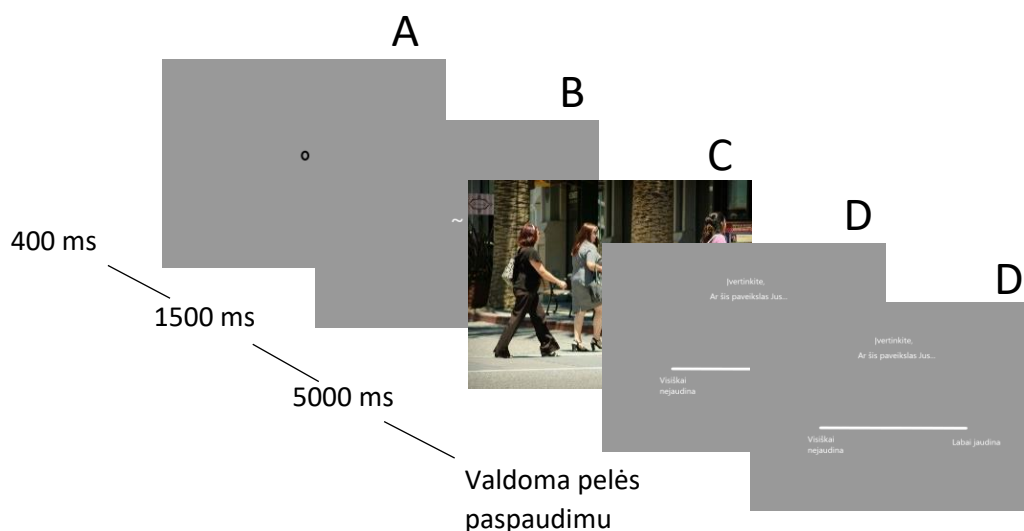 A
o
B
~
C
D
D
400 ms
1500 ms
5000 ms
Valdoma pelės
paspaudimu
Įvertinkite,
Ar šis paveikslas Jus...
Visiškai
nejaudina
Įvertinkite,
Ar šis paveikslas Jus...
Visiškai
nejaudina
Labai jaudina